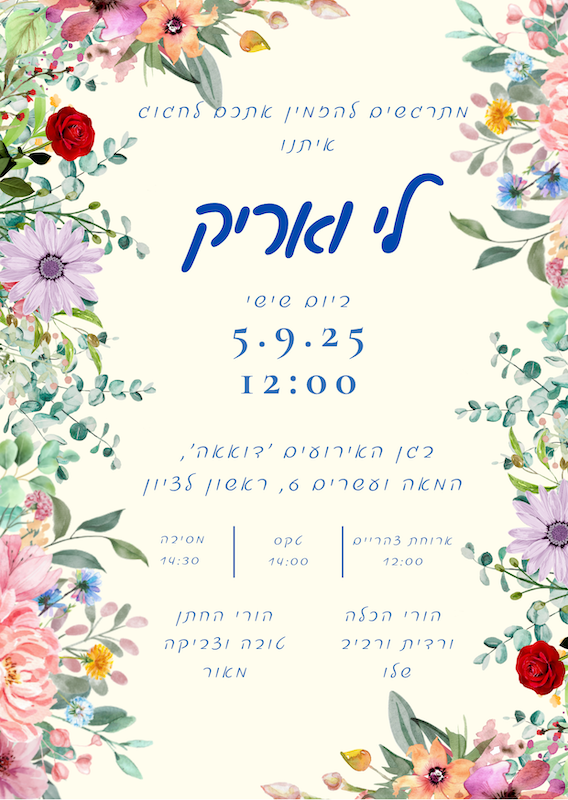 מתרגשים להזמין אתכם לחגוג
איתנו
לי ואריק
ביום שישי
5.9.25
12:00
בגן האירועים 'דואאה',
המאה ועשרים 6, ראשון לציון
ארוחת צהריים
12:00
טקס
14:00
מסיבה
14:30
הורי הכלה
ורדית ורביב
שלו
הורי החתן
טובה וצביקה
מאור